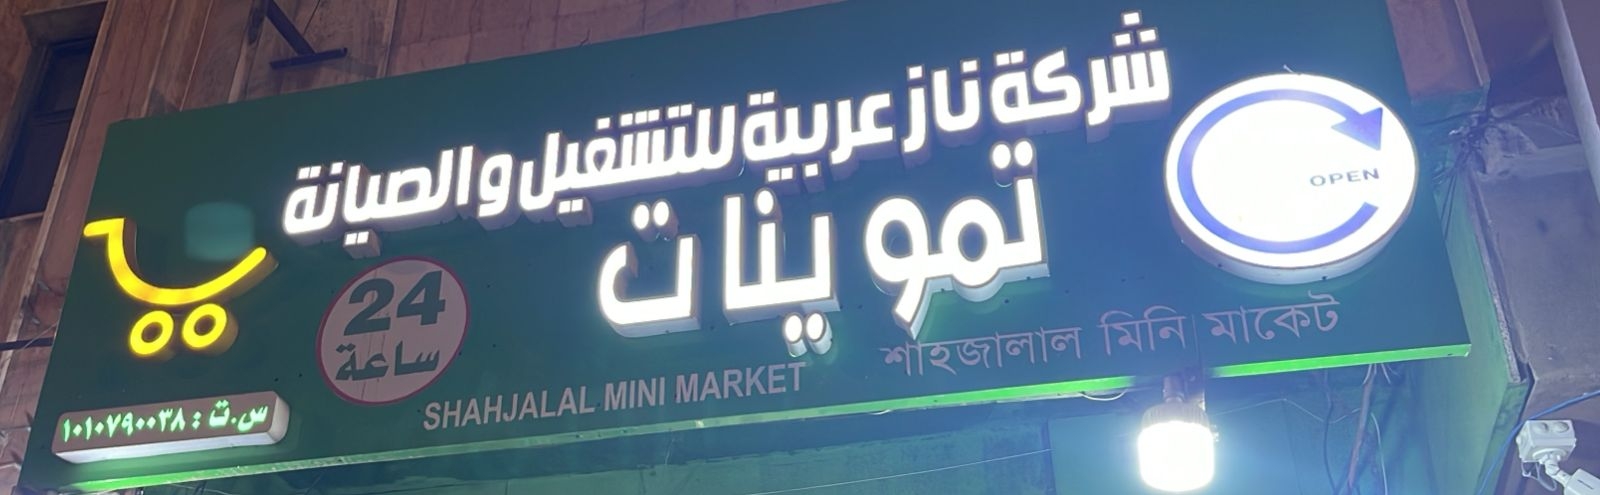 شركة ناز عربية للتشغيل والصيانة
تموينات
OPEN
24
ساعة
SHAHJALAL MINI MARKET
শাহজালাল মিনি মার্কেট
س.ت : ١٠١٠٧٩٠٠٣٨